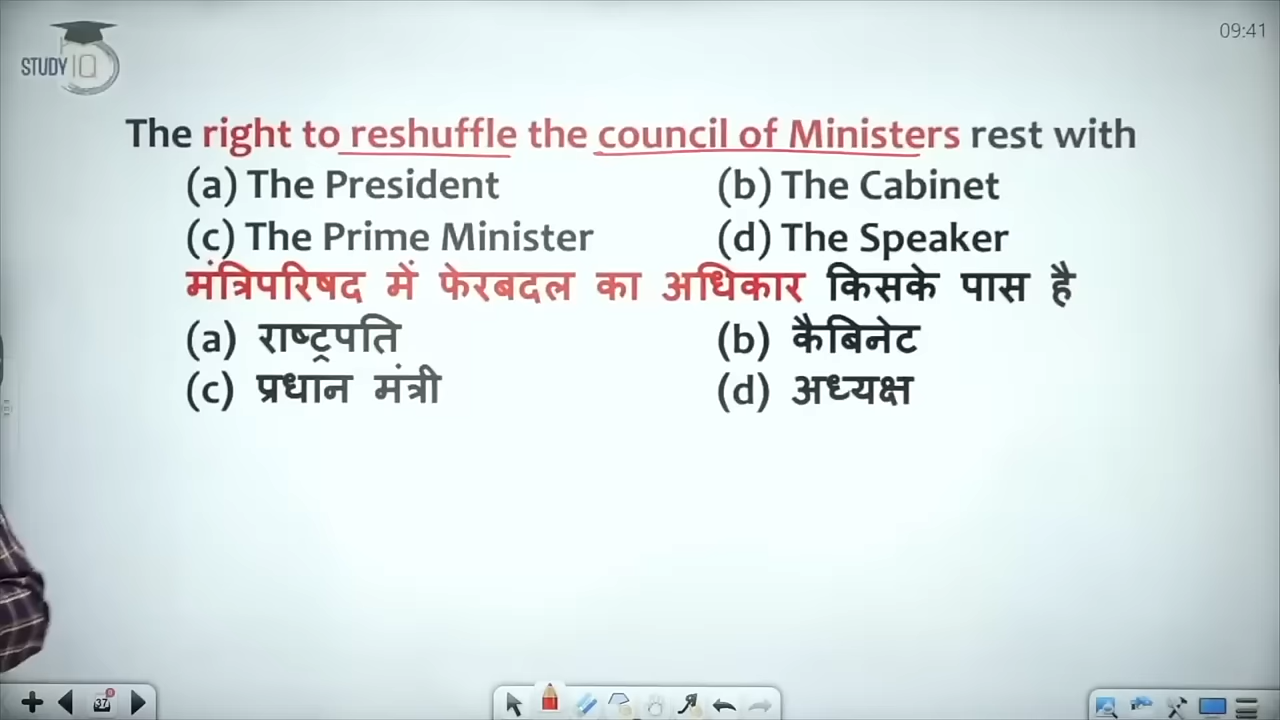 09:41
STUDY IQ
The right to reshuffle the council of Ministers rest with
(a) The President (b) The Cabinet
(c) The Prime Minister (d) The Speaker
मंत्रिपरिषद में फेरबदल का अधिकार किसके पास है
(a) राष्ट्रपति (b) कैबिनेट
(c) प्रधान मंत्री (d) अध्यक्ष
37